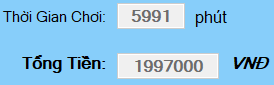 Thời Gian Chơi: 5991 phút
Tổng Tiền: 1997000 VNĐ